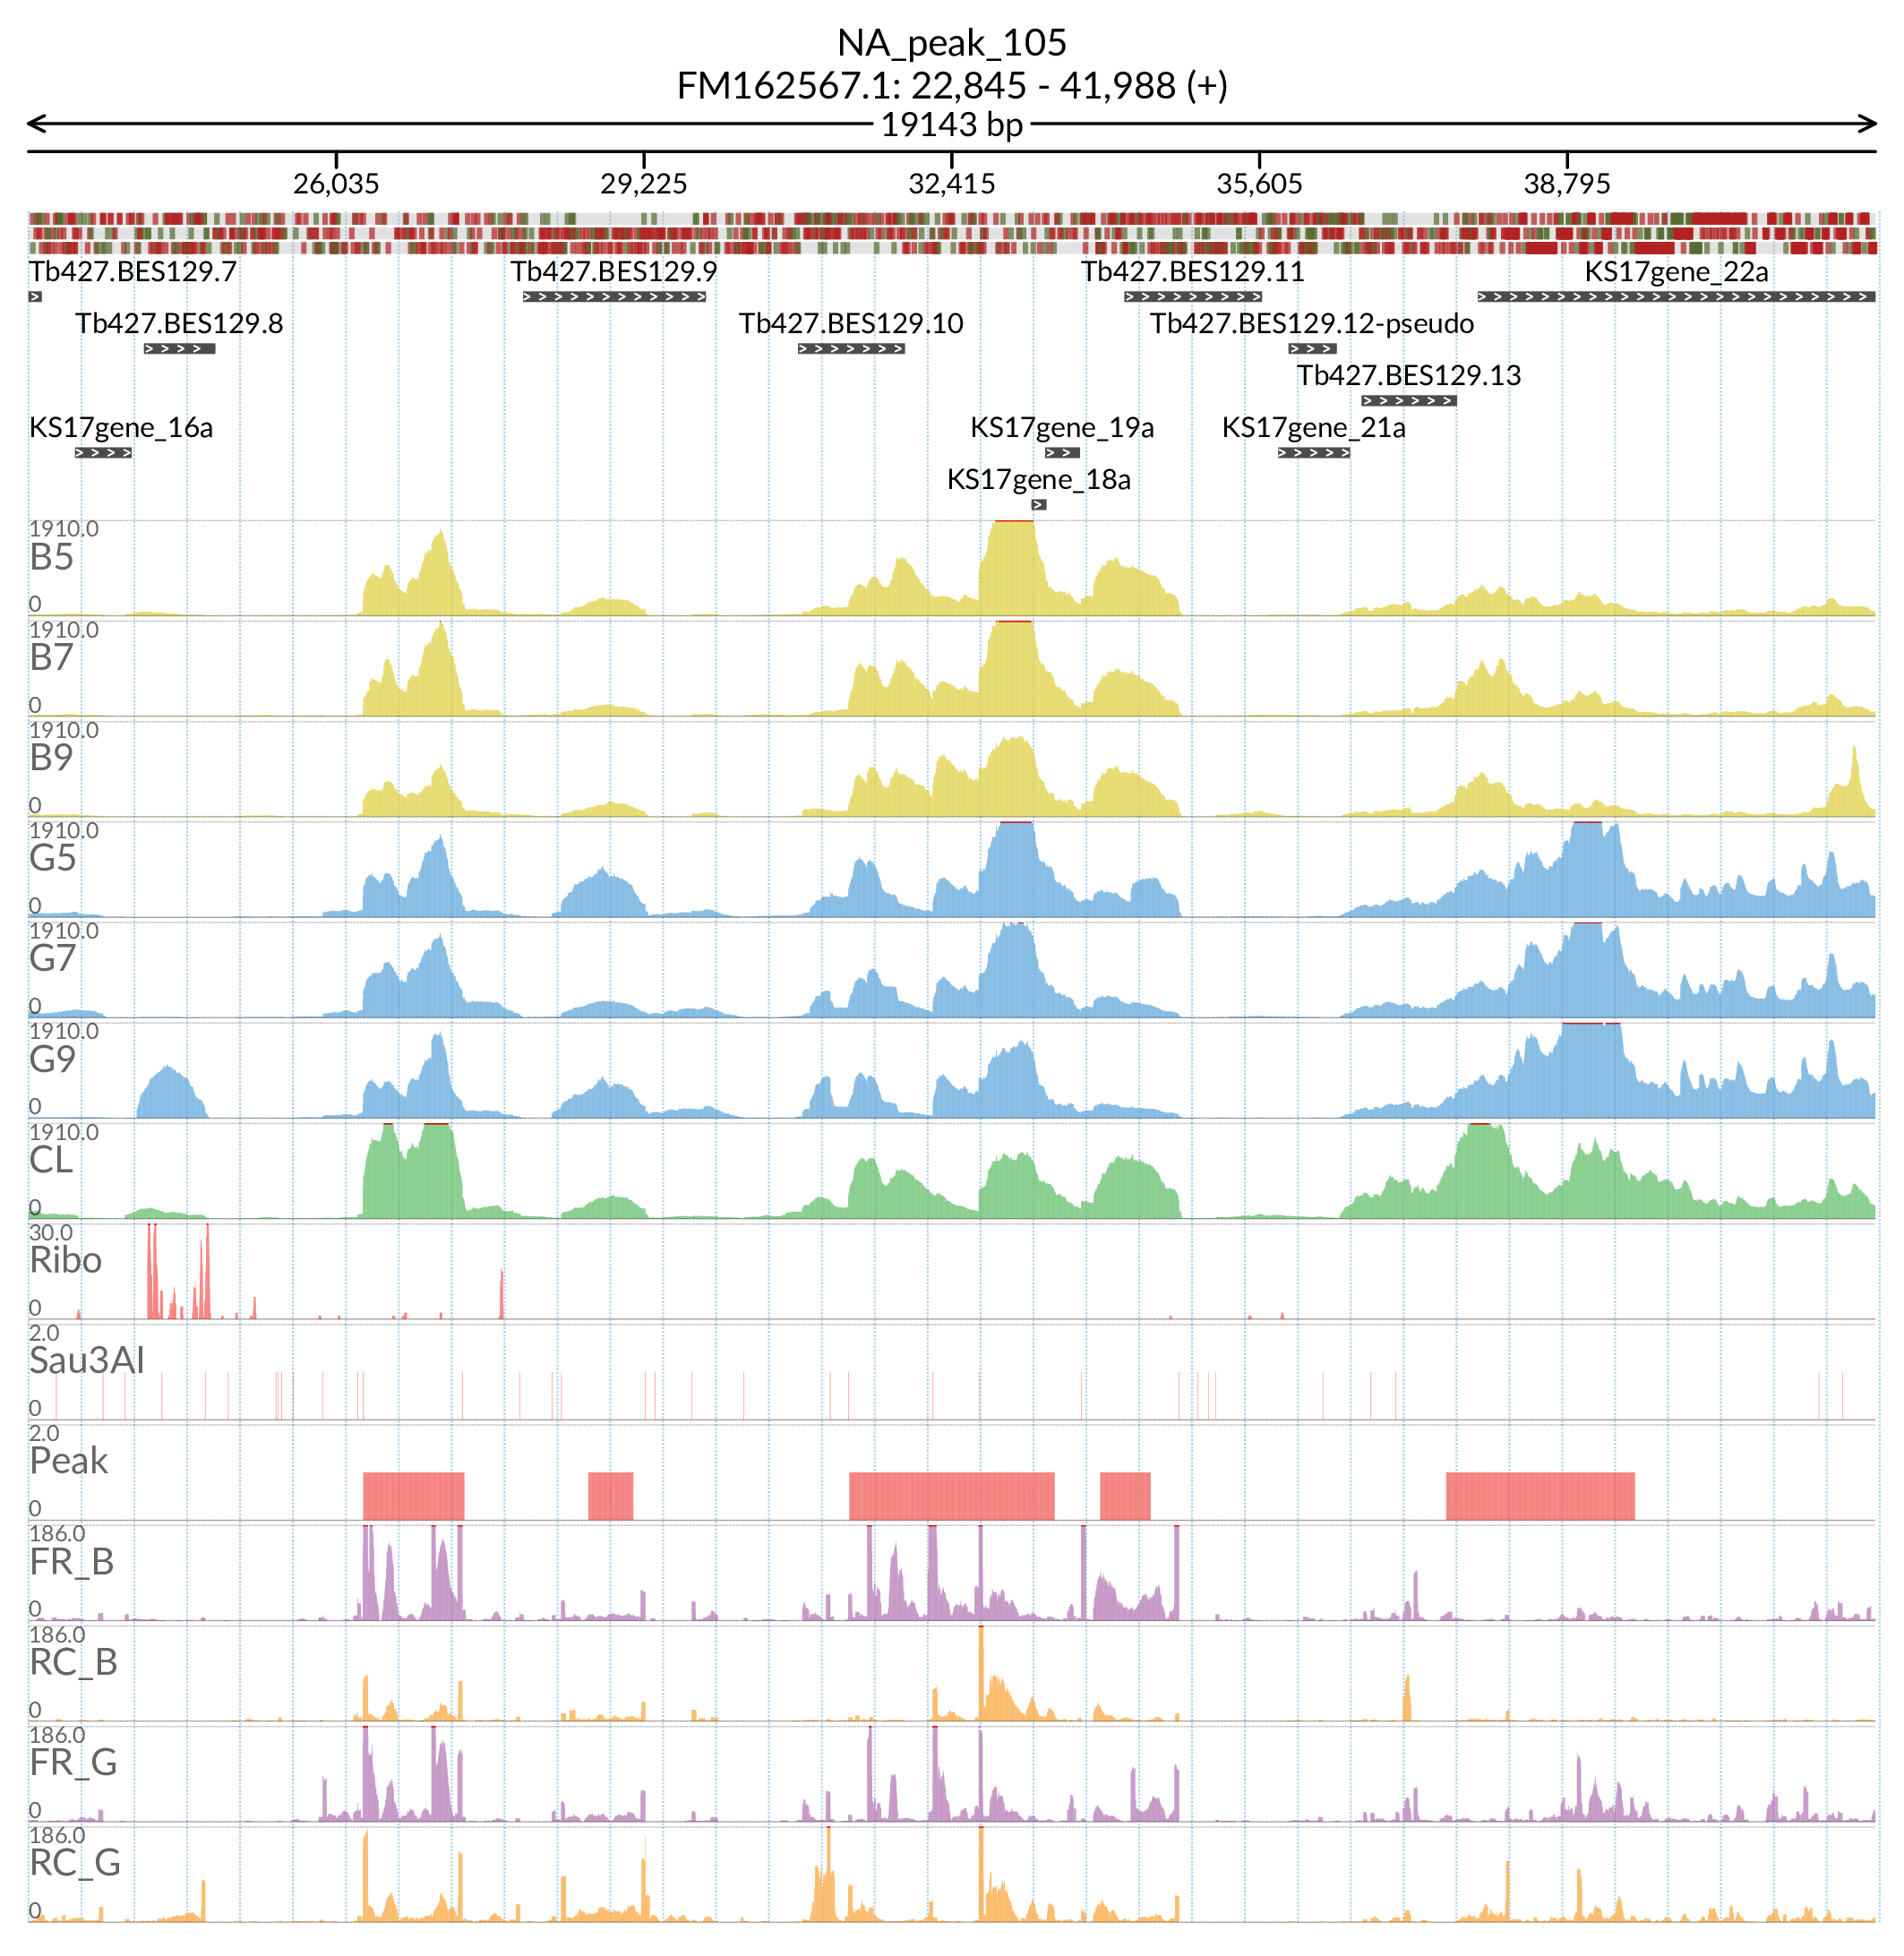 NA_peak_105
FM162567.1: 22,845 - 41,988 (+)
19143 bp
26,035 29,225 32,415 35,605 38,795
Tb427.BES129.7 Tb427.BES129.9 Tb427.BES129.11 KS17gene_22a
Tb427.BES129.8 Tb427.BES129.10 Tb427.BES129.12-pseudo
Tb427.BES129.13
KS17gene_16a KS17gene_19a KS17gene_21a
KS17gene_18a
1910.0
B5
0
1910.0
B7
0
1910.0
B9
0
1910.0
G5
0
1910.0
G7
0
1910.0
G9
0
1910.0
CL
0
30.0
Ribo
0
2.0
Sau3AI
0
2.0
Peak
0
186.0
FR_B
0
186.0
RC_B
0
186.0
FR_G
0
186.0
RC_G
0